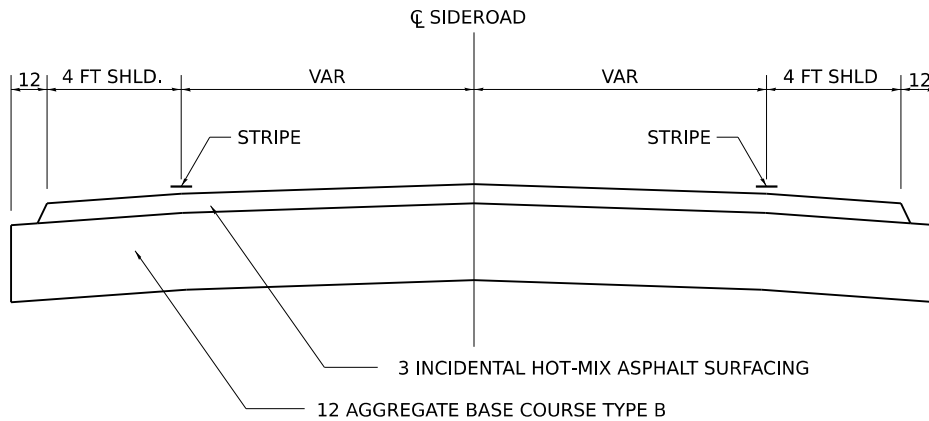 ℄ SIDEROAD
12 4 FT SHLD. VAR VAR 4 FT SHLD 12
STRIPE STRIPE
3 INCIDENTAL HOT-MIX ASPHALT SURFACING
12 AGGREGATE BASE COURSE TYPE B